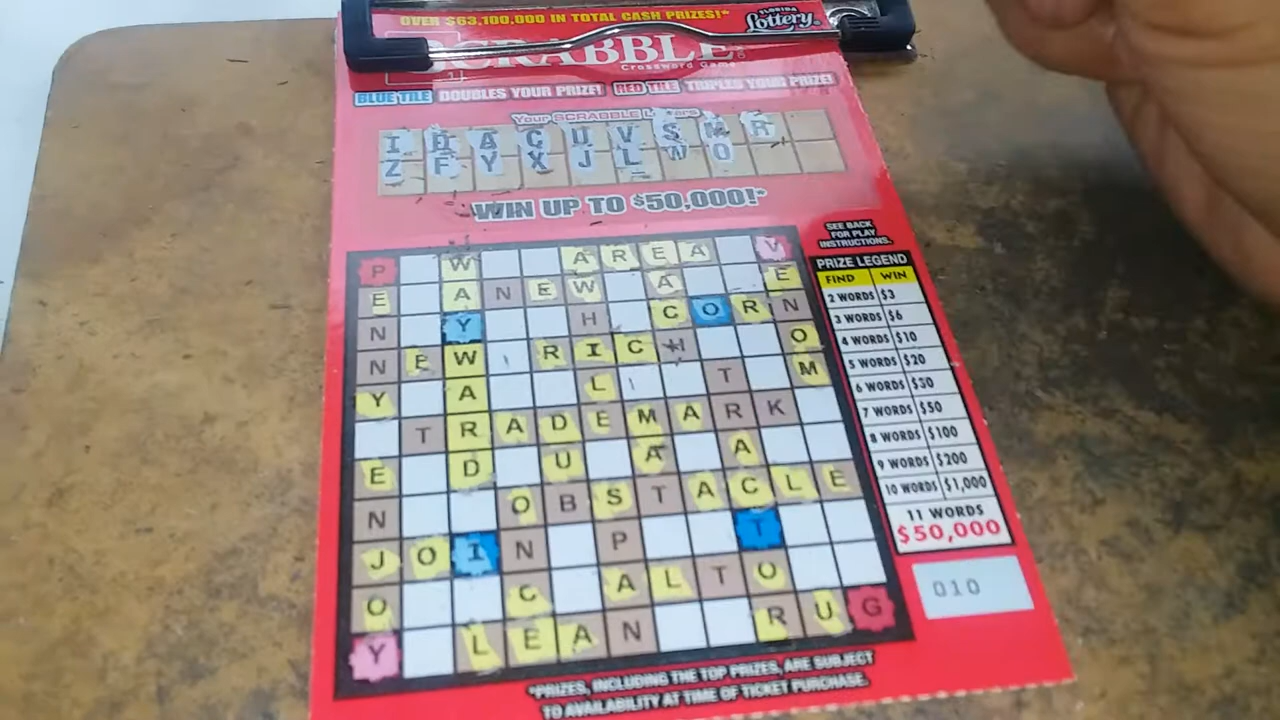 OVER $63,100,000 IN TOTAL CASH PRIZES!*
FLORIDA
Lottery
SCRABBLE
Crossword Game
BLUE TILE DOUBLES YOUR PRIZE! RED TILE TRIPLES YOUR PRIZE!
Your SCRABBLE Letters
I D A C U V S M R
Z F Y X J L W O
WIN UP TO $50,000!*
SEE BACK
FOR PLAY
INSTRUCTIONS.
PRIZE LEGEND
FIND WIN
2 WORDS $3
3 WORDS $6
4 WORDS $10
5 WORDS $20
6 WORDS $30
7 WORDS $50
8 WORDS $100
9 WORDS $200
10 WORDS $1,000
11 WORDS
$50,000
P W A R E A V
E A N E W A E
N Y H C O R N
N E W R I C H O
Y A L T M
T R A D E M A R K
E D U A A
N O B S T A C L E
J O I N P T
O C A L T O
Y L E A N R U G
010
*PRIZES, INCLUDING THE TOP PRIZES, ARE SUBJECT
TO AVAILABILITY AT TIME OF TICKET PURCHASE.